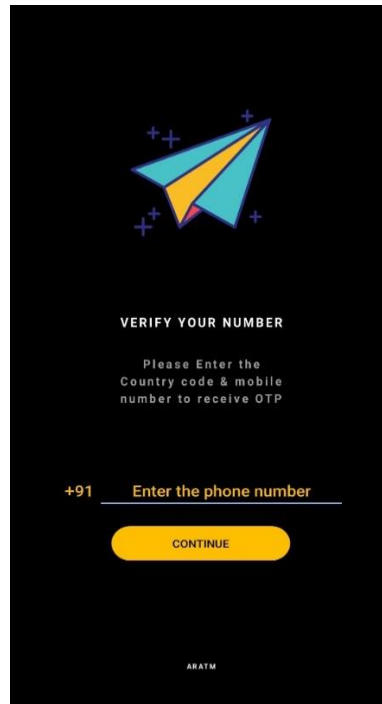 VERIFY YOUR NUMBER
Please Enter the
Country code & mobile
number to receive OTP
+91 Enter the phone number
CONTINUE
ARATM